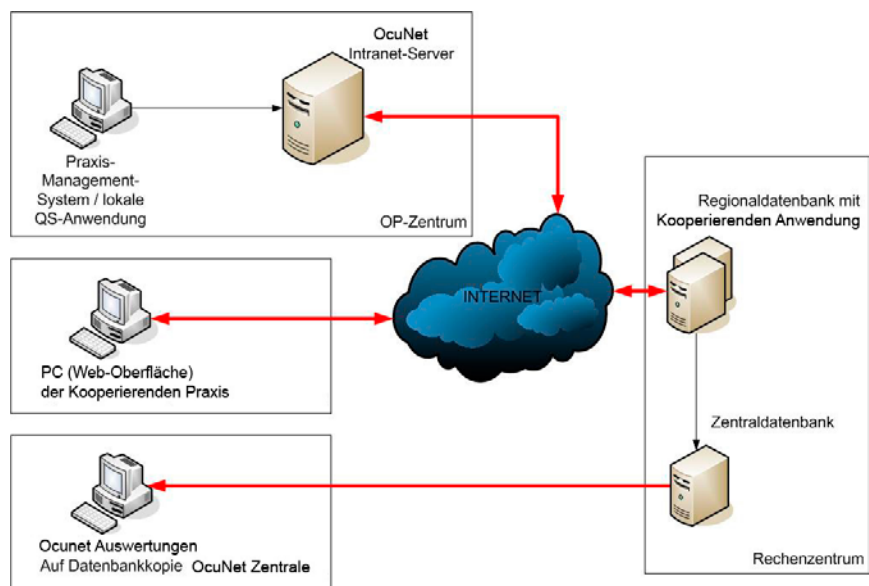 OcuNet
Intranet-Server
Praxis-
Management-
System / lokale
QS-Anwendung
OP-Zentrum
Regionaldatenbank mit
Kooperierenden Anwendung
INTERNET
PC (Web-Oberfläche)
der Kooperierenden Praxis
Zentraldatenbank
Ocunet Auswertungen
Auf Datenbankkopie OcuNet Zentrale
Rechenzentrum